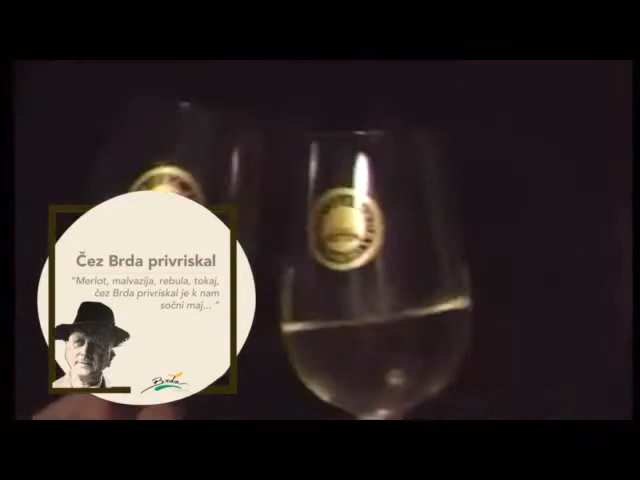 Čez Brda privriskal
"Merlot, malvazija, rebula, tokaj,
čez Brda privriskal je k nam
sočni maj... "
Brda